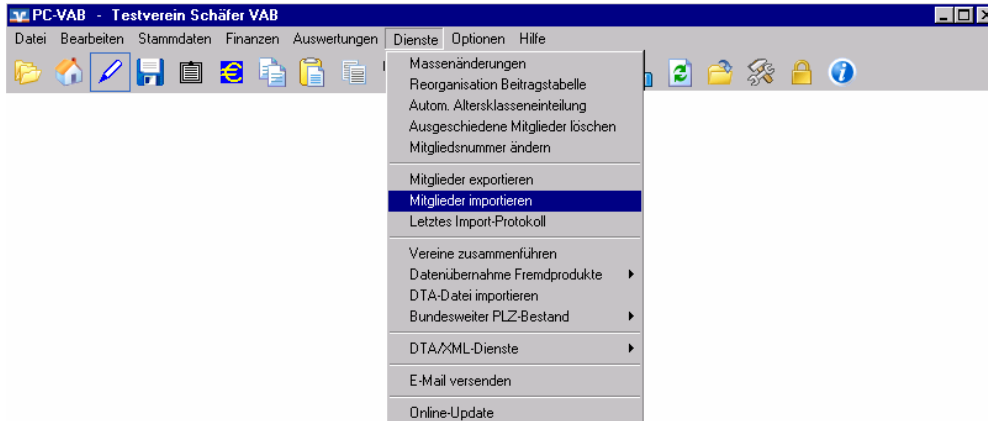 PC-VAB - Testverein Schäfer VAB
Datei Bearbeiten Stammdaten Finanzen Auswertungen Dienste Optionen Hilfe
Massenänderungen
Reorganisation Beitragstabelle
Autom. Altersklasseneinteilung
Ausgeschiedene Mitglieder löschen
Mitgliedsnummer ändern
Mitglieder exportieren
Mitglieder importieren
Letztes Import-Protokoll
Vereine zusammenführen
Datenübernahme Fremdprodukte
DTA-Datei importieren
Bundesweiter PLZ-Bestand
DTA/XML-Dienste
E-Mail versenden
Online-Update